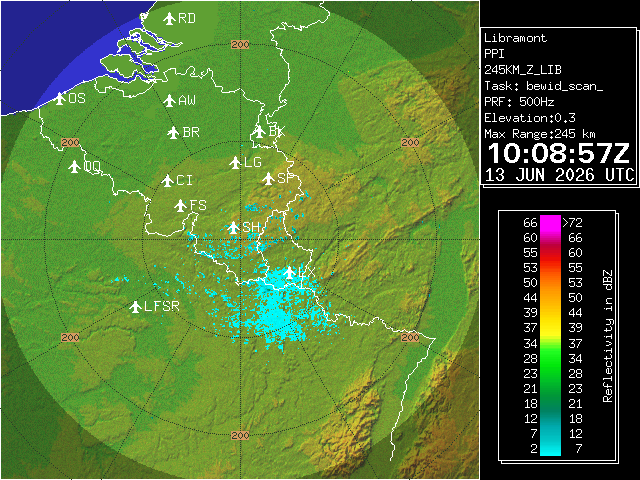 RD
200
OS
AW
BR
BK
200
200
OO
LG
CI
SP
FS
SH
LX
LFSR
200
200
200
Librmont
PPI
245KM_Z_LIB
Task: bewid_scan_
PRF: 500Hz
Elevation:0.3
Max Range:245 km
10:08:57Z
13 JUN 2026 UTC
66 >72
60 66
55 60
53 55
50 53
44 50
39 44
37 39
34 37
28 34
23 28
21 23
18 21
12 18
7 12
2 7
Reflectivity in dBZ